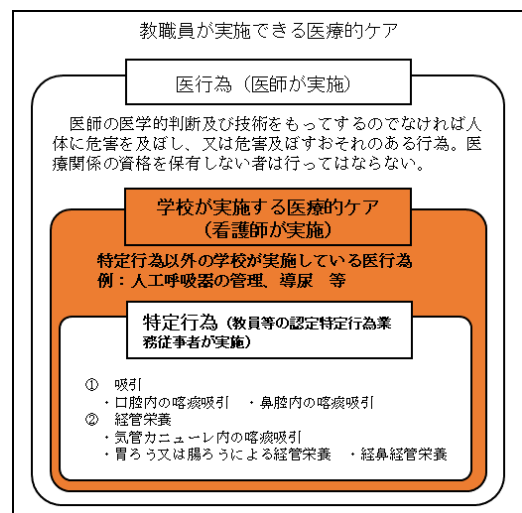 教職員が実施できる医療的ケア
医行為（医師が実施）
医師の医学的判断及び技術をもってするのでなければ人
体に危害を及ぼし、又は危害及ぼすおそれのある行為。医
療関係の資格を保有しない者は行ってはならない。
学校が実施する医療的ケア
（看護師が実施）
特定行為以外の学校が実施している医行為
例：人工呼吸器の管理、導尿　等
特定行為（教員等の認定特定行為業
務従事者が実施）
①　吸引
・口腔内の喀痰吸引　・鼻腔内の喀痰吸引
②　経管栄養
・気管カニューレ内の喀痰吸引
・胃ろう又は腸ろうによる経管栄養　・経鼻経管栄養